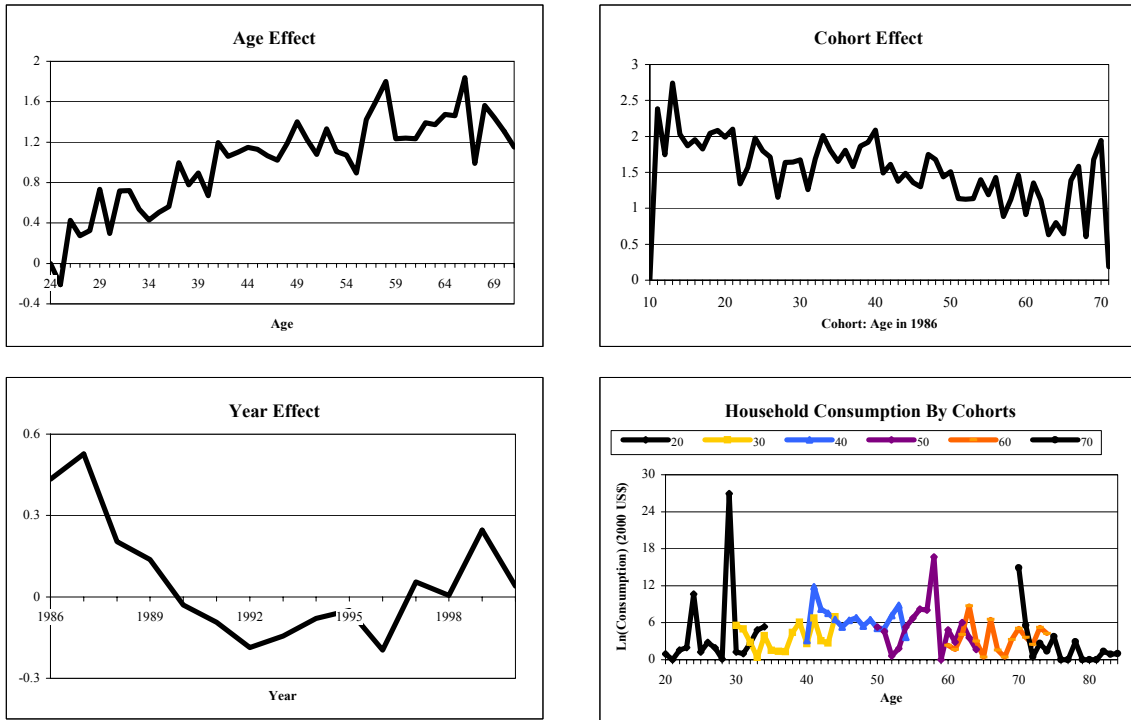 Age Effect
2
1.6
1.2
0.8
0.4
0
-0.4
24 29 34 39 44 49 54 59 64 69
Age
Cohort Effect
3
2.5
2
1.5
1
0.5
0
10 20 30 40 50 60 70
Cohort: Age in 1986
Year Effect
0.6
0.3
0
-0.3
1986 1989 1992 1995 1998
Year
Household Consumption By Cohorts
20 30 40 50 60 70
Ln(Consumption) (2000 US$)
30
24
18
12
6
0
20 30 40 50 60 70 80
Age